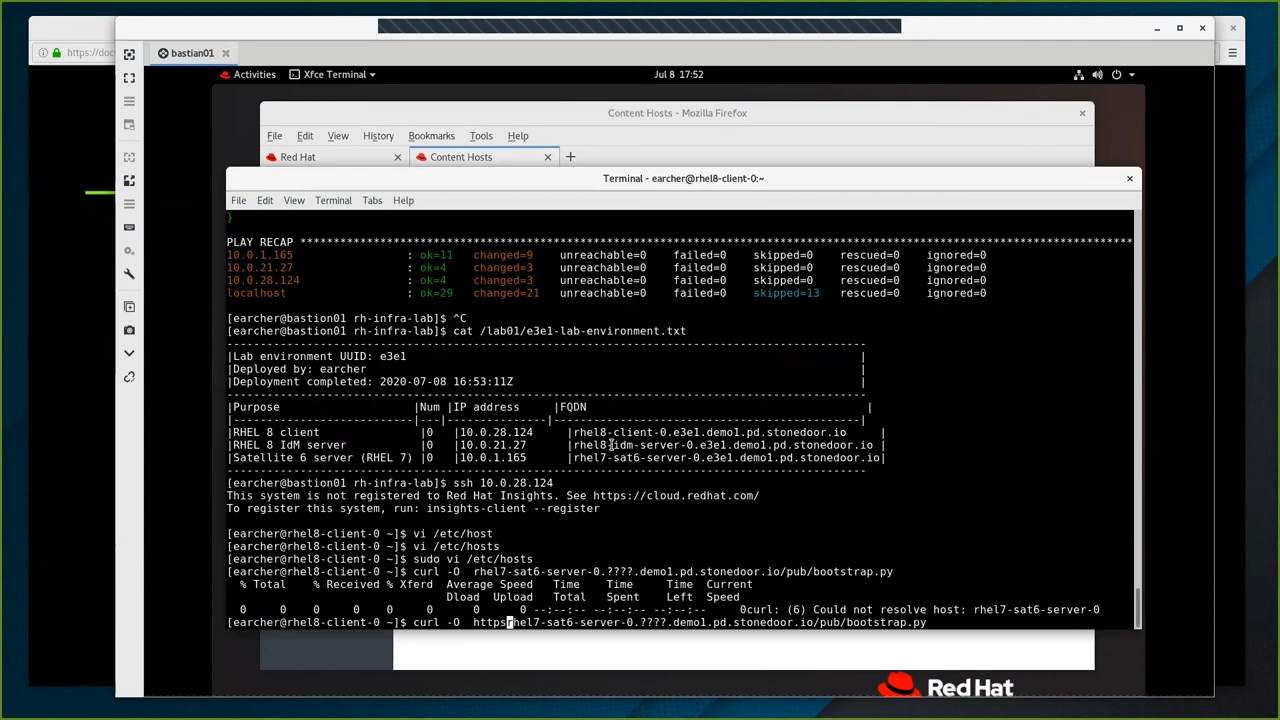 https://doc
bastian01
Activities Xfce Terminal Jul 8 17:52
Content Hosts - Mozilla Firefox
File Edit View History Bookmarks Tools Help
Red Hat Content Hosts
Terminal - earcher@rhel8-client-0:~
File Edit View Terminal Tabs Help
}
PLAY RECAP *********************************************************************************************************************************
10.0.1.165 : ok=11 changed=9 unreachable=0 failed=0 skipped=0 rescued=0 ignored=0
10.0.21.27 : ok=4 changed=3 unreachable=0 failed=0 skipped=0 rescued=0 ignored=0
10.0.28.124 : ok=4 changed=3 unreachable=0 failed=0 skipped=0 rescued=0 ignored=0
localhost : ok=29 changed=21 unreachable=0 failed=0 skipped=13 rescued=0 ignored=0
[earcher@bastion01 rh-infra-lab]$ ^C
[earcher@bastion01 rh-infra-lab]$ cat /lab01/e3e1-lab-environment.txt
------------------------------------------------------------------------------------------------
|Lab environment UUID: e3e1 |
|Deployed by: earcher |
|Deployment completed: 2020-07-08 16:53:11Z |
------------------------------------------------------------------------------------------------
|Purpose |Num |IP address |FQDN |
|----------------------------|---|---------------|----------------------------------------------|
|RHEL 8 client |0 |10.0.28.124 |rhel8-client-0.e3e1.demo1.pd.stonedoor.io |
|RHEL 8 IdM server |0 |10.0.21.27 |rhel8-idm-server-0.e3e1.demo1.pd.stonedoor.io |
|Satellite 6 server (RHEL 7) |0 |10.0.1.165 |rhel7-sat6-server-0.e3e1.demo1.pd.stonedoor.io|
------------------------------------------------------------------------------------------------
[earcher@bastion01 rh-infra-lab]$ ssh 10.0.28.124
This system is not registered to Red Hat Insights. See https://cloud.redhat.com/
To register this system, run: insights-client --register
[earcher@rhel8-client-0 ~]$ vi /etc/host
[earcher@rhel8-client-0 ~]$ vi /etc/hosts
[earcher@rhel8-client-0 ~]$ sudo vi /etc/hosts
[earcher@rhel8-client-0 ~]$ curl -O rhel7-sat6-server-0.????.demo1.pd.stonedoor.io/pub/bootstrap.py
% Total % Received % Xferd Average Speed Time Time Time Current
Dload Upload Total Spent Left Speed
0 0 0 0 0 0 0 0 --:--:-- --:--:-- --:--:-- 0curl: (6) Could not resolve host: rhel7-sat6-server-0
[earcher@rhel8-client-0 ~]$ curl -O httpsrhel7-sat6-server-0.????.demo1.pd.stonedoor.io/pub/bootstrap.py
Red Hat